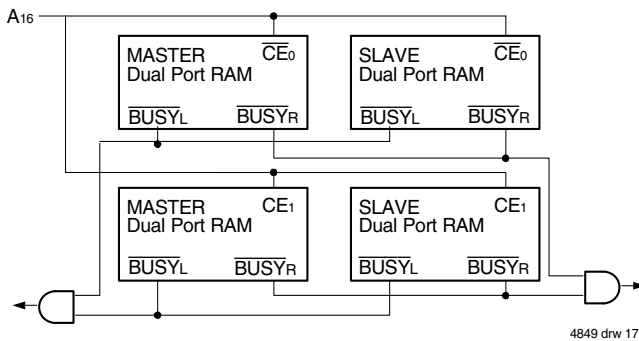 A16
MASTER CE0 SLAVE CE0
Dual Port RAM Dual Port RAM
BUSYL BUSYR BUSYL BUSYR
MASTER CE1 SLAVE CE1
Dual Port RAM Dual Port RAM
BUSYL BUSYR BUSYL BUSYR
4849 drw 17